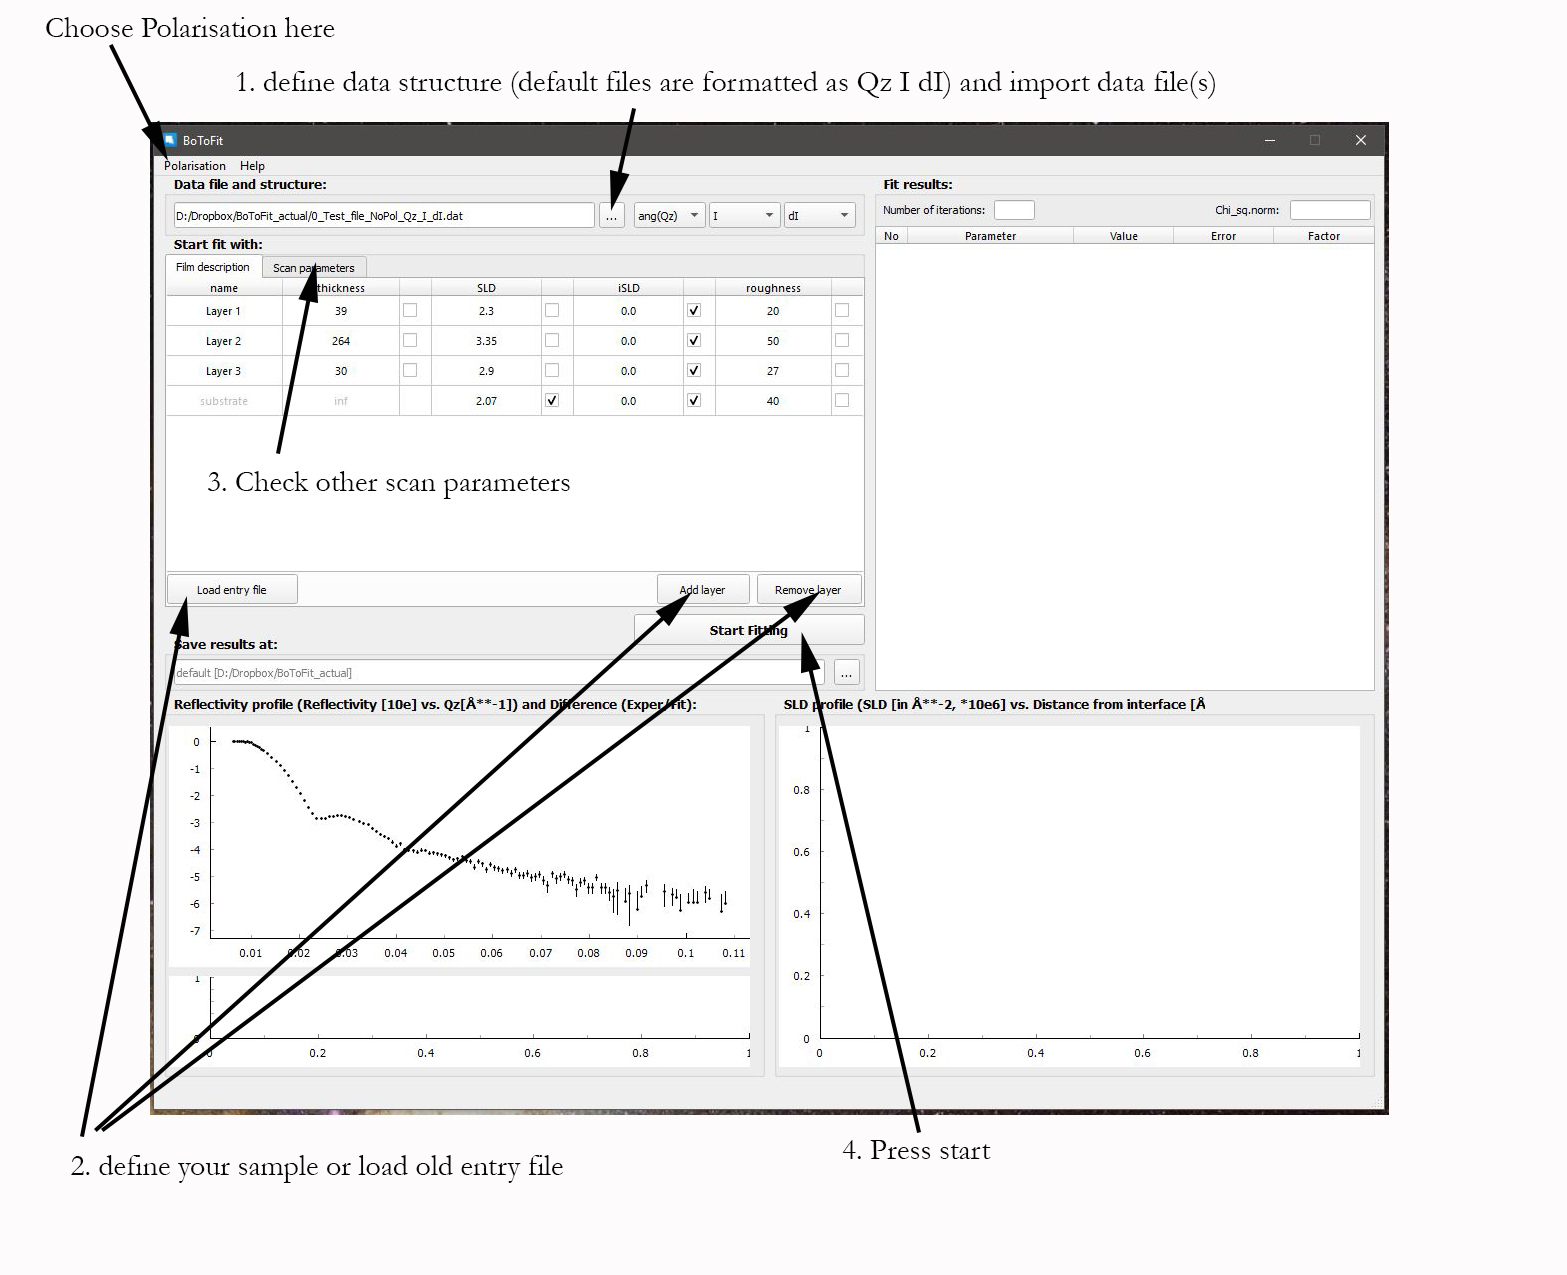 Choose Polarisation here
1. define data structure (default files are formatted as Qz I dI) and import data file(s)
BoToFit
Polarisation Help
Data file and structure:
D:/Dropbox/BoToFit_actual/0_Test_file_NoPol_Qz_I_dI.dat ... ang(Qz) I dI
Start fit with:
Film description Scan parameters
name thickness SLD iSLD roughness
Layer 1 39 2.3 0.0 20
Layer 2 264 3.35 0.0 50
Layer 3 30 2.9 0.0 27
substrate inf 2.07 0.0 40
3. Check other scan parameters
Load entry file Add layer Remove layer
Start Fitting
Save results at:
default [D:/Dropbox/BoToFit_actual] ...
Fit results:
Number of iterations: Chi_sq.norm:
No Parameter Value Error Factor
Reflectivity profile (Reflectivity [10e] vs. Qz[Å**-1]) and Difference (Exper/Fit):
0
-1
-2
-3
-4
-5
-6
-7
0.01 0.02 0.03 0.04 0.05 0.06 0.07 0.08 0.09 0.1 0.11
1
0
0 0.2 0.4 0.6 0.8 1
SLD profile (SLD [in Å**-2, *10e6] vs. Distance from interface [Å
1
0.8
0.6
0.4
0.2
0
0 0.2 0.4 0.6 0.8 1
2. define your sample or load old entry file
4. Press start